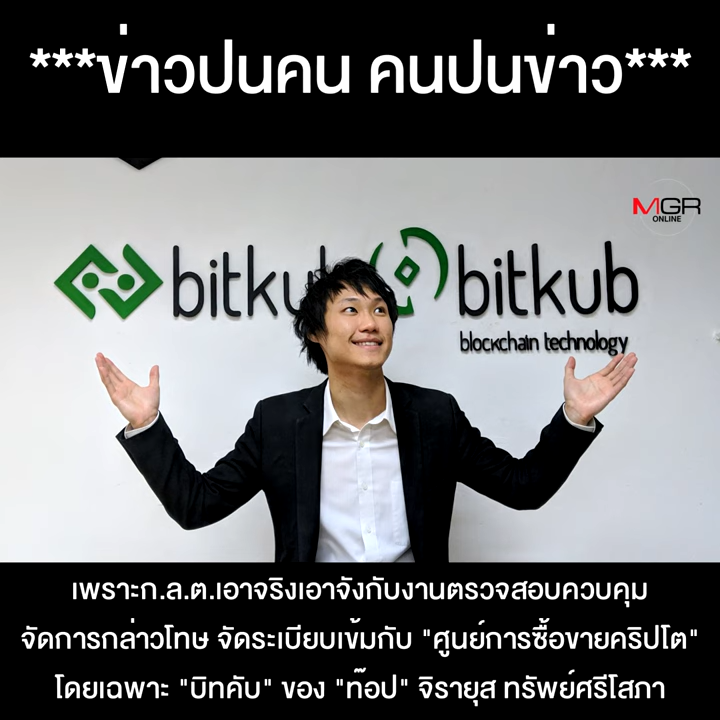 ***ข่าวปนคน คนปนข่าว***
MGR
ONLINE
bitku bitkub
blockchain technology
เพราะก.ล.ต.เอาจริงเอาจังกับงานตรวจสอบควบคุม
จัดการกล่าวโทษ จัดระเบียบเข้มกับ "ศูนย์การซื้อขายคริปโต"
โดยเฉพาะ "บิทคับ" ของ "ท๊อป" จิรายุส ทรัพย์ศรีโสภา